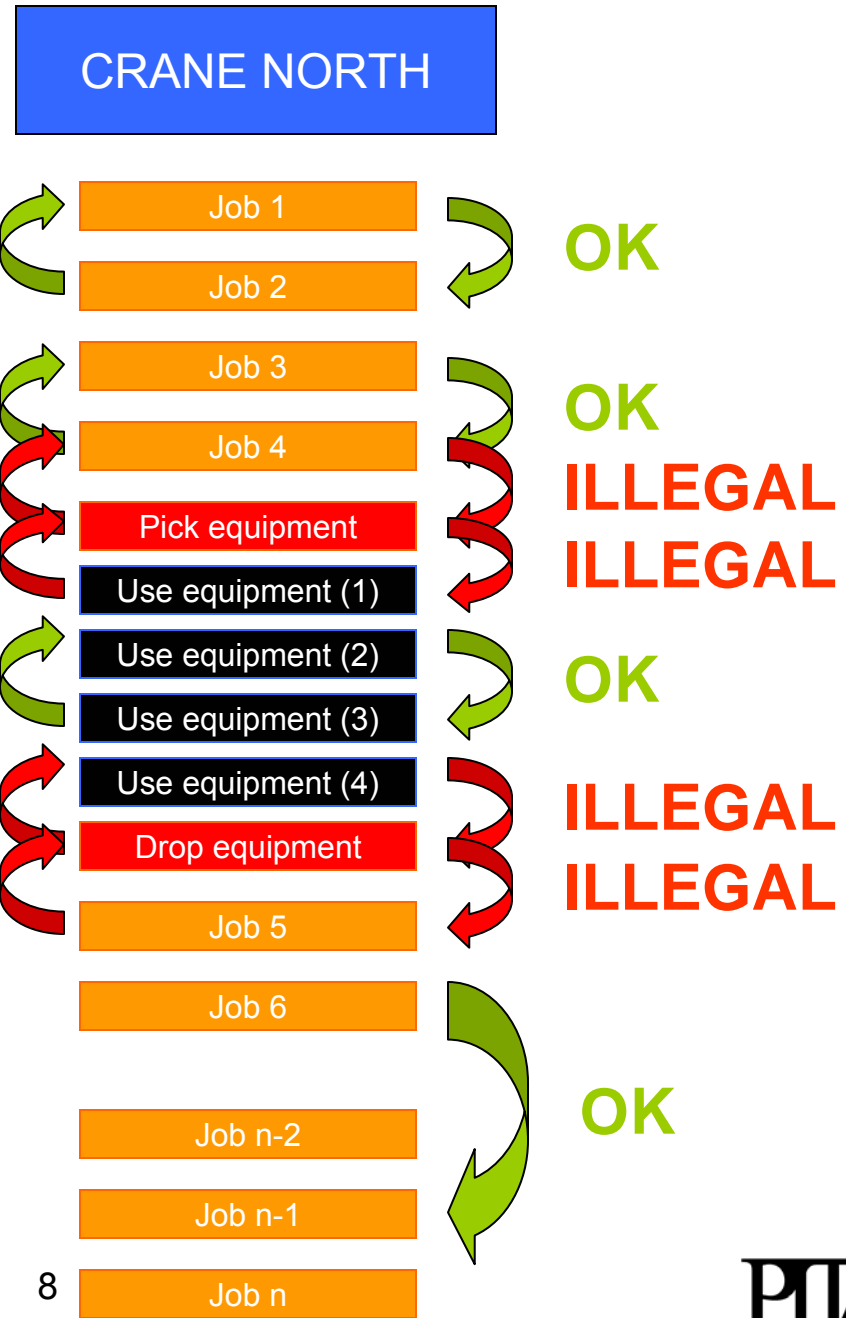 CRANE NORTH
Job 1
OK
Job 2
Job 3
OK
Job 4
ILLEGAL
Pick equipment
ILLEGAL
Use equipment (1)
Use equipment (2)
OK
Use equipment (3)
Use equipment (4)
ILLEGAL
Drop equipment
ILLEGAL
Job 5
Job 6
OK
Job n-2
Job n-1
8
Job n